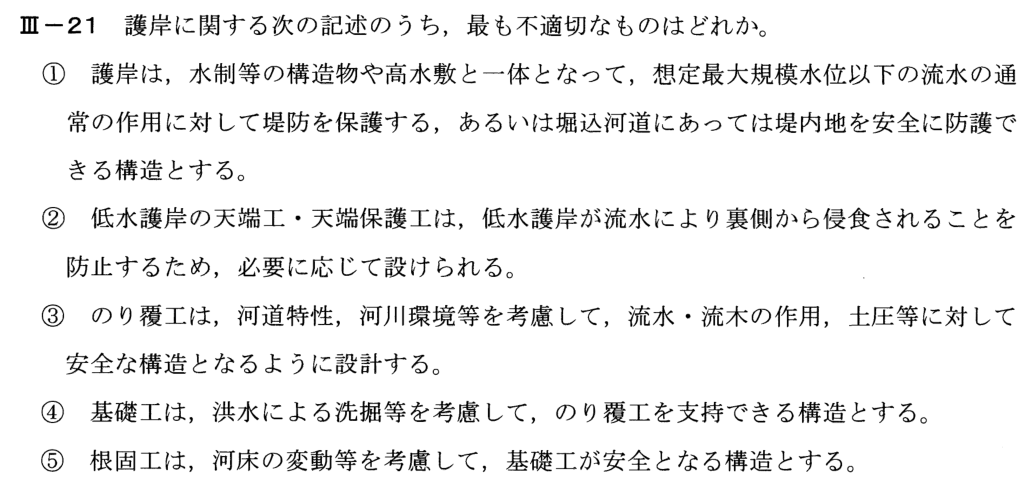 Ⅲ－21　護岸に関する次の記述のうち，最も不適切なものはどれか。
①　護岸は，水制等の構造物や高水敷と一体となって，想定最大規模水位以下の流水の通
常の作用に対して堤防を保護する，あるいは堀込河道にあっては堤内地を安全に防護で
きる構造とする。
②　低水護岸の天端工・天端保護工は，低水護岸が流水により裏側から侵食されることを
防止するため，必要に応じて設けられる。
③　のり覆工は，河道特性，河川環境等を考慮して，流水・流木の作用，土圧等に対して
安全な構造となるように設計する。
④　基礎工は，洪水による洗掘等を考慮して，のり覆工を支持できる構造とする。
⑤　根固工は，河床の変動等を考慮して，基礎工が安全となる構造とする。